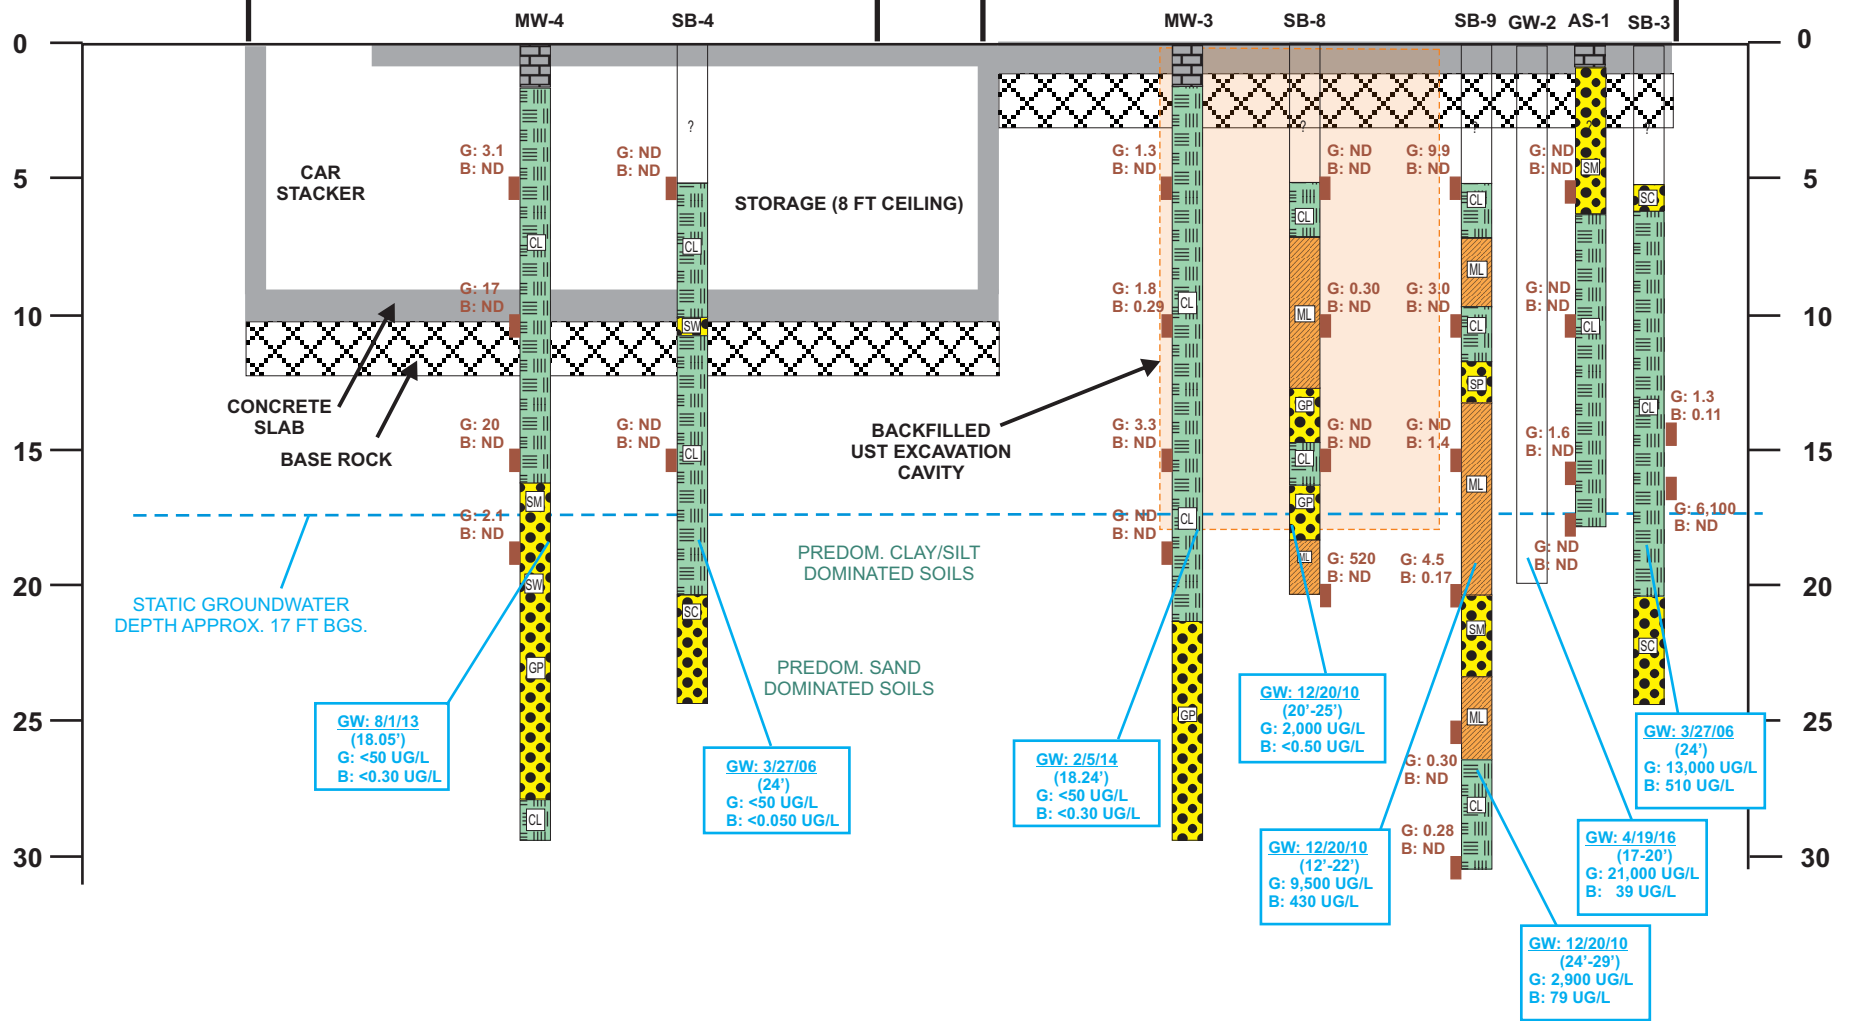 MW-4
SB-4
MW-3
SB-8
SB-9
GW-2
AS-1
SB-3
0
5
10
15
20
25
30
0
5
10
15
20
25
30
CAR
STACKER
STORAGE (8 FT CEILING)
CONCRETE
SLAB
BASE ROCK
BACKFILLED
UST EXCAVATION
CAVITY
STATIC GROUNDWATER
DEPTH APPROX. 17 FT BGS.
PREDOM. CLAY/SILT
DOMINATED SOILS
PREDOM. SAND
DOMINATED SOILS
G: 3.1
B: ND
G: 17
B: ND
G: 20
B: ND
G: 2.1
B: ND
CL
SM
SW
GP
CL
G: ND
B: ND
G: ND
B: ND
?
CL
SW
CL
SC
G: 1.3
B: ND
G: 1.8
B: 0.29
G: 3.3
B: ND
G: ND
B: ND
CL
CL
GP
?
CL
ML
GP
CL
GP
ML
G: ND
B: ND
G: 0.30
B: ND
G: ND
B: ND
G: 520
B: ND
G: 9.9
B: ND
G: 3.0
B: ND
G: ND
B: 1.4
G: 4.5
B: 0.17
G: 0.30
B: ND
G: 0.28
B: ND
?
CL
ML
CL
SP
ML
SM
ML
CL
G: ND
B: ND
G: ND
B: ND
G: 1.6
B: ND
G: ND
B: ND
?
SM
CL
?
SC
CL
SC
G: 1.3
B: 0.11
G: 6,100
B: ND
GW: 8/1/13
(18.05')
G: <50 UG/L
B: <0.30 UG/L
GW: 3/27/06
(24')
G: <50 UG/L
B: <0.050 UG/L
GW: 2/5/14
(18.24')
G: <50 UG/L
B: <0.30 UG/L
GW: 12/20/10
(20'-25')
G: 2,000 UG/L
B: <0.50 UG/L
GW: 12/20/10
(12'-22')
G: 9,500 UG/L
B: 430 UG/L
GW: 3/27/06
(24')
G: 13,000 UG/L
B: 510 UG/L
GW: 4/19/16
(17-20')
G: 21,000 UG/L
B: 39 UG/L
GW: 12/20/10
(24'-29')
G: 2,900 UG/L
B: 79 UG/L